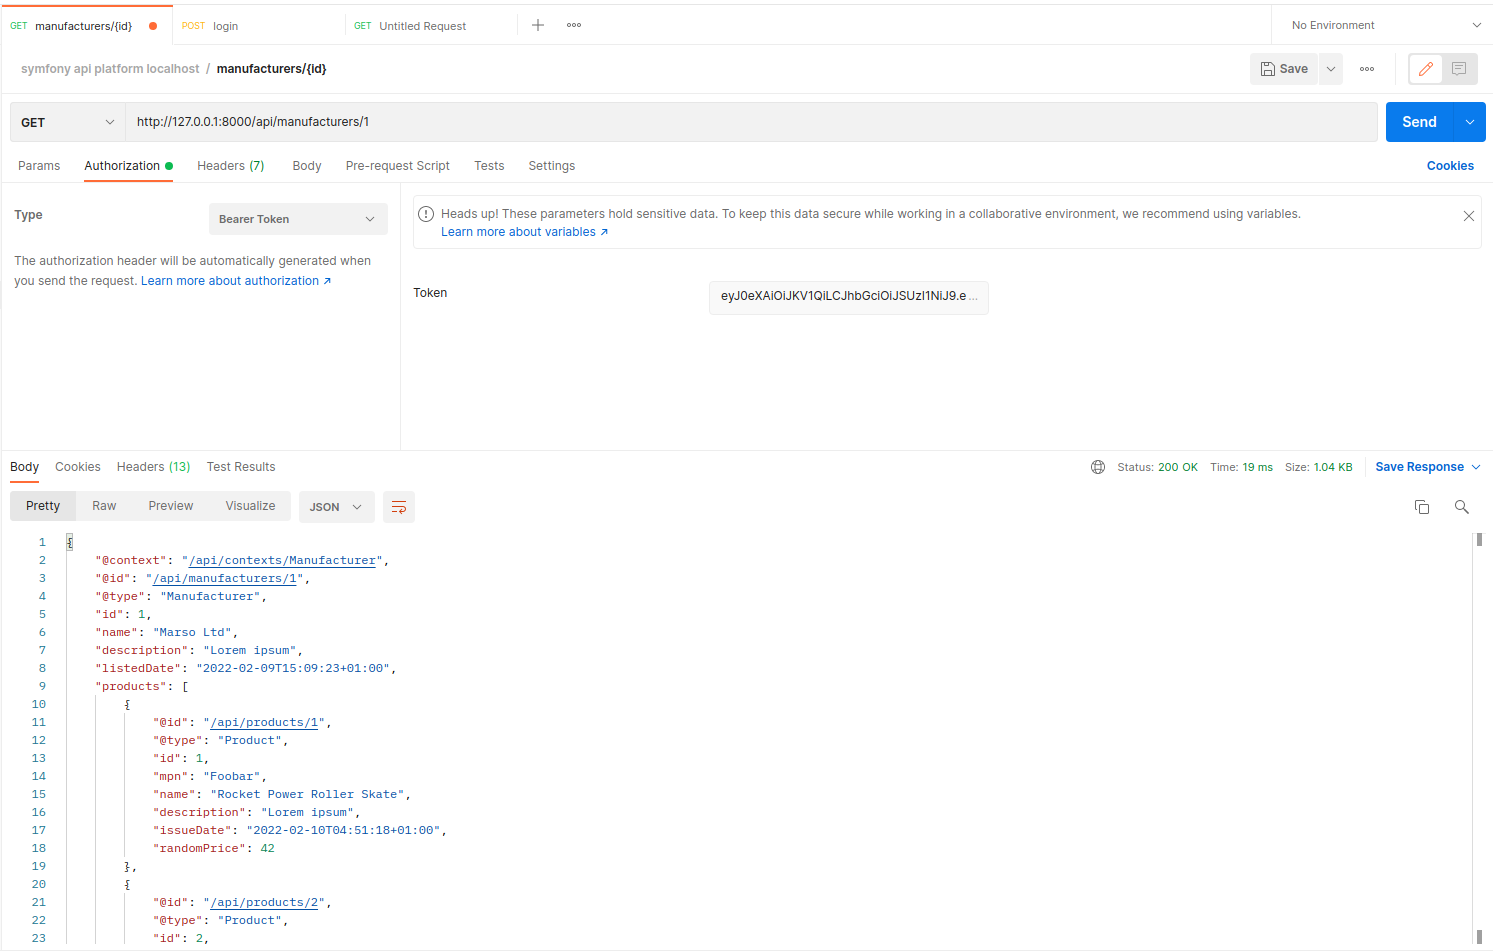 GET manufacturers/{id} POST login GET Untitled Request No Environment
symfony api platform localhost / manufacturers/{id} Save
GET http://127.0.0.1:8000/api/manufacturers/1 Send
Params Authorization Headers (7) Body Pre-request Script Tests Settings Cookies
Type Bearer Token
The authorization header will be automatically generated when
you send the request. Learn more about authorization ↗
Heads up! These parameters hold sensitive data. To keep this data secure while working in a collaborative environment, we recommend using variables.
Learn more about variables ↗
Token eyJ0eXAiOiJKV1QiLCJhbGciOiJSUzI1NiJ9.e ...
Body Cookies Headers (13) Test Results Status: 200 OK Time: 19 ms Size: 1.04 KB Save Response
Pretty Raw Preview Visualize JSON
1 {
2 "@context": "/api/contexts/Manufacturer",
3 "@id": "/api/manufacturers/1",
4 "@type": "Manufacturer",
5 "id": 1,
6 "name": "Marso Ltd",
7 "description": "Lorem ipsum",
8 "listedDate": "2022-02-09T15:09:23+01:00",
9 "products": [
10 {
11 "@id": "/api/products/1",
12 "@type": "Product",
13 "id": 1,
14 "mpn": "Foobar",
15 "name": "Rocket Power Roller Skate",
16 "description": "Lorem ipsum",
17 "issueDate": "2022-02-10T04:51:18+01:00",
18 "randomPrice": 42
19 },
20 {
21 "@id": "/api/products/2",
22 "@type": "Product",
23 "id": 2,